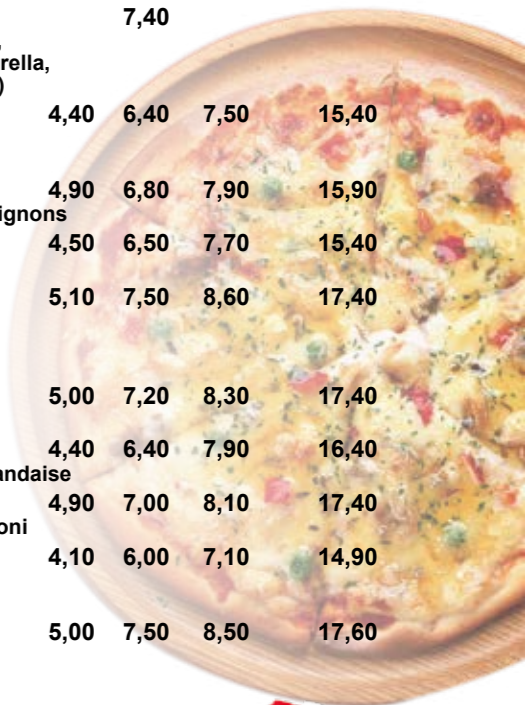 7,40
rella,
)
4,40 6,40 7,50 15,40
4,90 6,80 7,90 15,90
ignons
4,50 6,50 7,70 15,40
5,10 7,50 8,60 17,40
5,00 7,20 8,30 17,40
4,40 6,40 7,90 16,40
andaise
4,90 7,00 8,10 17,40
oni
4,10 6,00 7,10 14,90
5,00 7,50 8,50 17,60